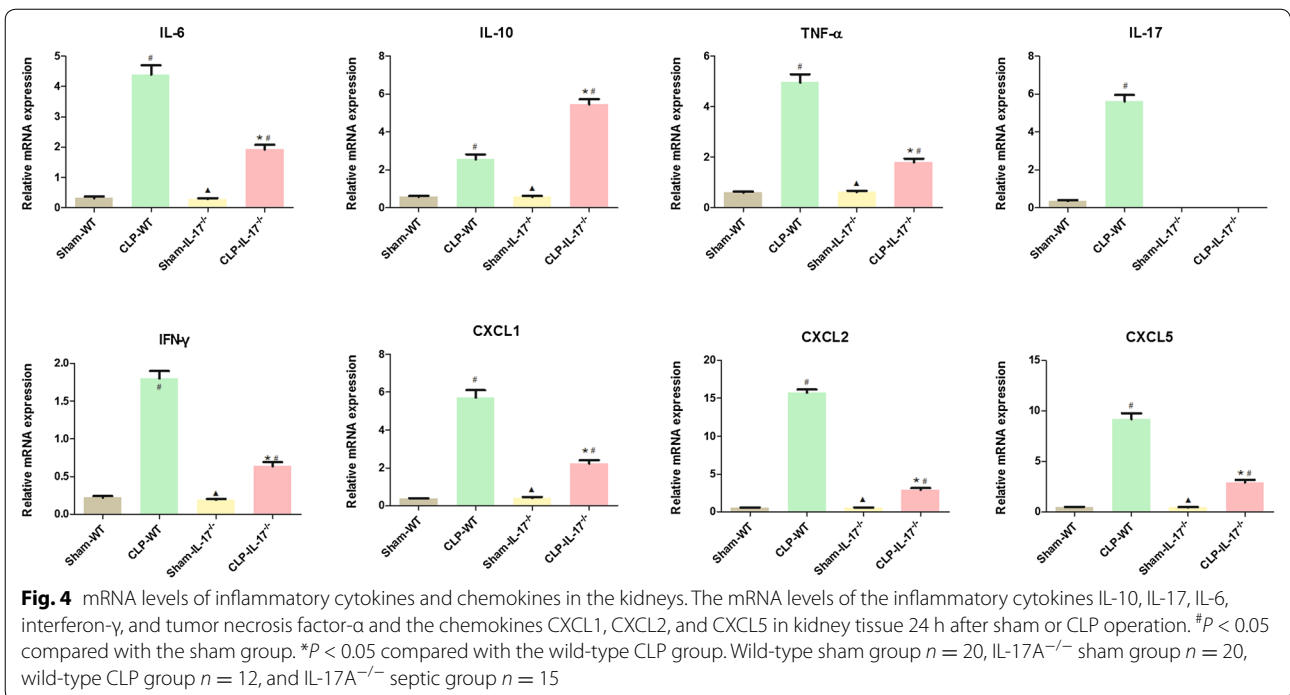 IL-6
IL-10
TNF-α
IL-17
Relative mRNA expression
5
4
3
2
1
0
#
▲
*#
Sham-WT
CLP-WT
Sham-IL-17-/-
CLP-IL-17-/-
Relative mRNA expression
8
6
4
2
0
#
▲
*#
Sham-WT
CLP-WT
Sham-IL-17-/-
CLP-IL-17-/-
Relative mRNA expression
6
4
2
0
#
▲
*#
Sham-WT
CLP-WT
Sham-IL-17-/-
CLP-IL-17-/-
Relative mRNA expression
8
6
4
2
0
#
Sham-WT
CLP-WT
Sham-IL-17-/-
CLP-IL-17-/-
IFN-γ
CXCL1
CXCL2
CXCL5
Relative mRNA expression
2.0
1.5
1.0
0.5
0.0
#
▲
*#
Sham-WT
CLP-WT
Sham-IL-17-/-
CLP-IL-17-/-
Relative mRNA expression
8
6
4
2
0
#
▲
*#
Sham-WT
CLP-WT
Sham-IL-17-/-
CLP-IL-17-/-
Relative mRNA expression
20
15
10
5
0
#
▲
*#
Sham-WT
CLP-WT
Sham-IL-17-/-
CLP-IL-17-/-
Relative mRNA expression
15
10
5
0
#
▲
*#
Sham-WT
CLP-WT
Sham-IL-17-/-
CLP-IL-17-/-
Fig. 4 mRNA levels of inflammatory cytokines and chemokines in the kidneys. The mRNA levels of the inflammatory cytokines IL-10, IL-17, IL-6,
interferon-γ, and tumor necrosis factor-α and the chemokines CXCL1, CXCL2, and CXCL5 in kidney tissue 24 h after sham or CLP operation. #P < 0.05
compared with the sham group. *P < 0.05 compared with the wild-type CLP group. Wild-type sham group n = 20, IL-17A−/− sham group n = 20,
wild-type CLP group n = 12, and IL-17A−/− septic group n = 15